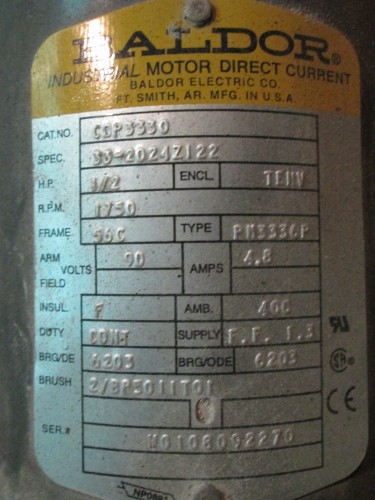 BALDOR®
INDUSTRIAL MOTOR DIRECT CURRENT
BALDOR ELECTRIC CO.
FT. SMITH, AR. MFG. IN U.S.A.
CAT.NO. CDP3330
SPEC. 33-2024Z122
H.P. 1/2 ENCL. TENV
R.P.M. 1750
FRAME. 56C TYPE PM3336P
ARM VOLTS 90 AMPS 4.8
FIELD
INSUL. F AMB. 40C
DUTY CONT SUPPLY F.F. 1.3
BRG/DE 6203 BRG/ODE 6203
BRUSH 2/BP5011T01
SER.# W0108092270
CE